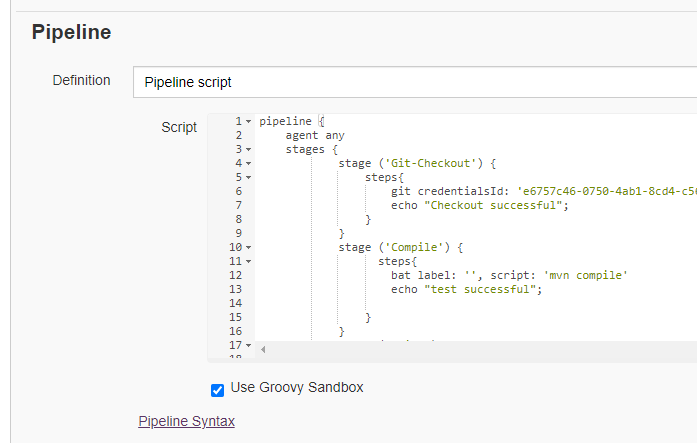 Pipeline
Definition
Pipeline script
Script
1 pipeline {
2 agent any
3 stages {
4 stage ('Git-Checkout') {
5 steps{
6 git credentialsId: 'e6757c46-0750-4ab1-8cd4-c5
7 echo "Checkout successful";
8 }
9 }
10 stage ('Compile') {
11 steps{
12 bat label: '', script: 'mvn compile'
13 echo "test successful";
14
15 }
16 }
17
18
Use Groovy Sandbox
Pipeline Syntax